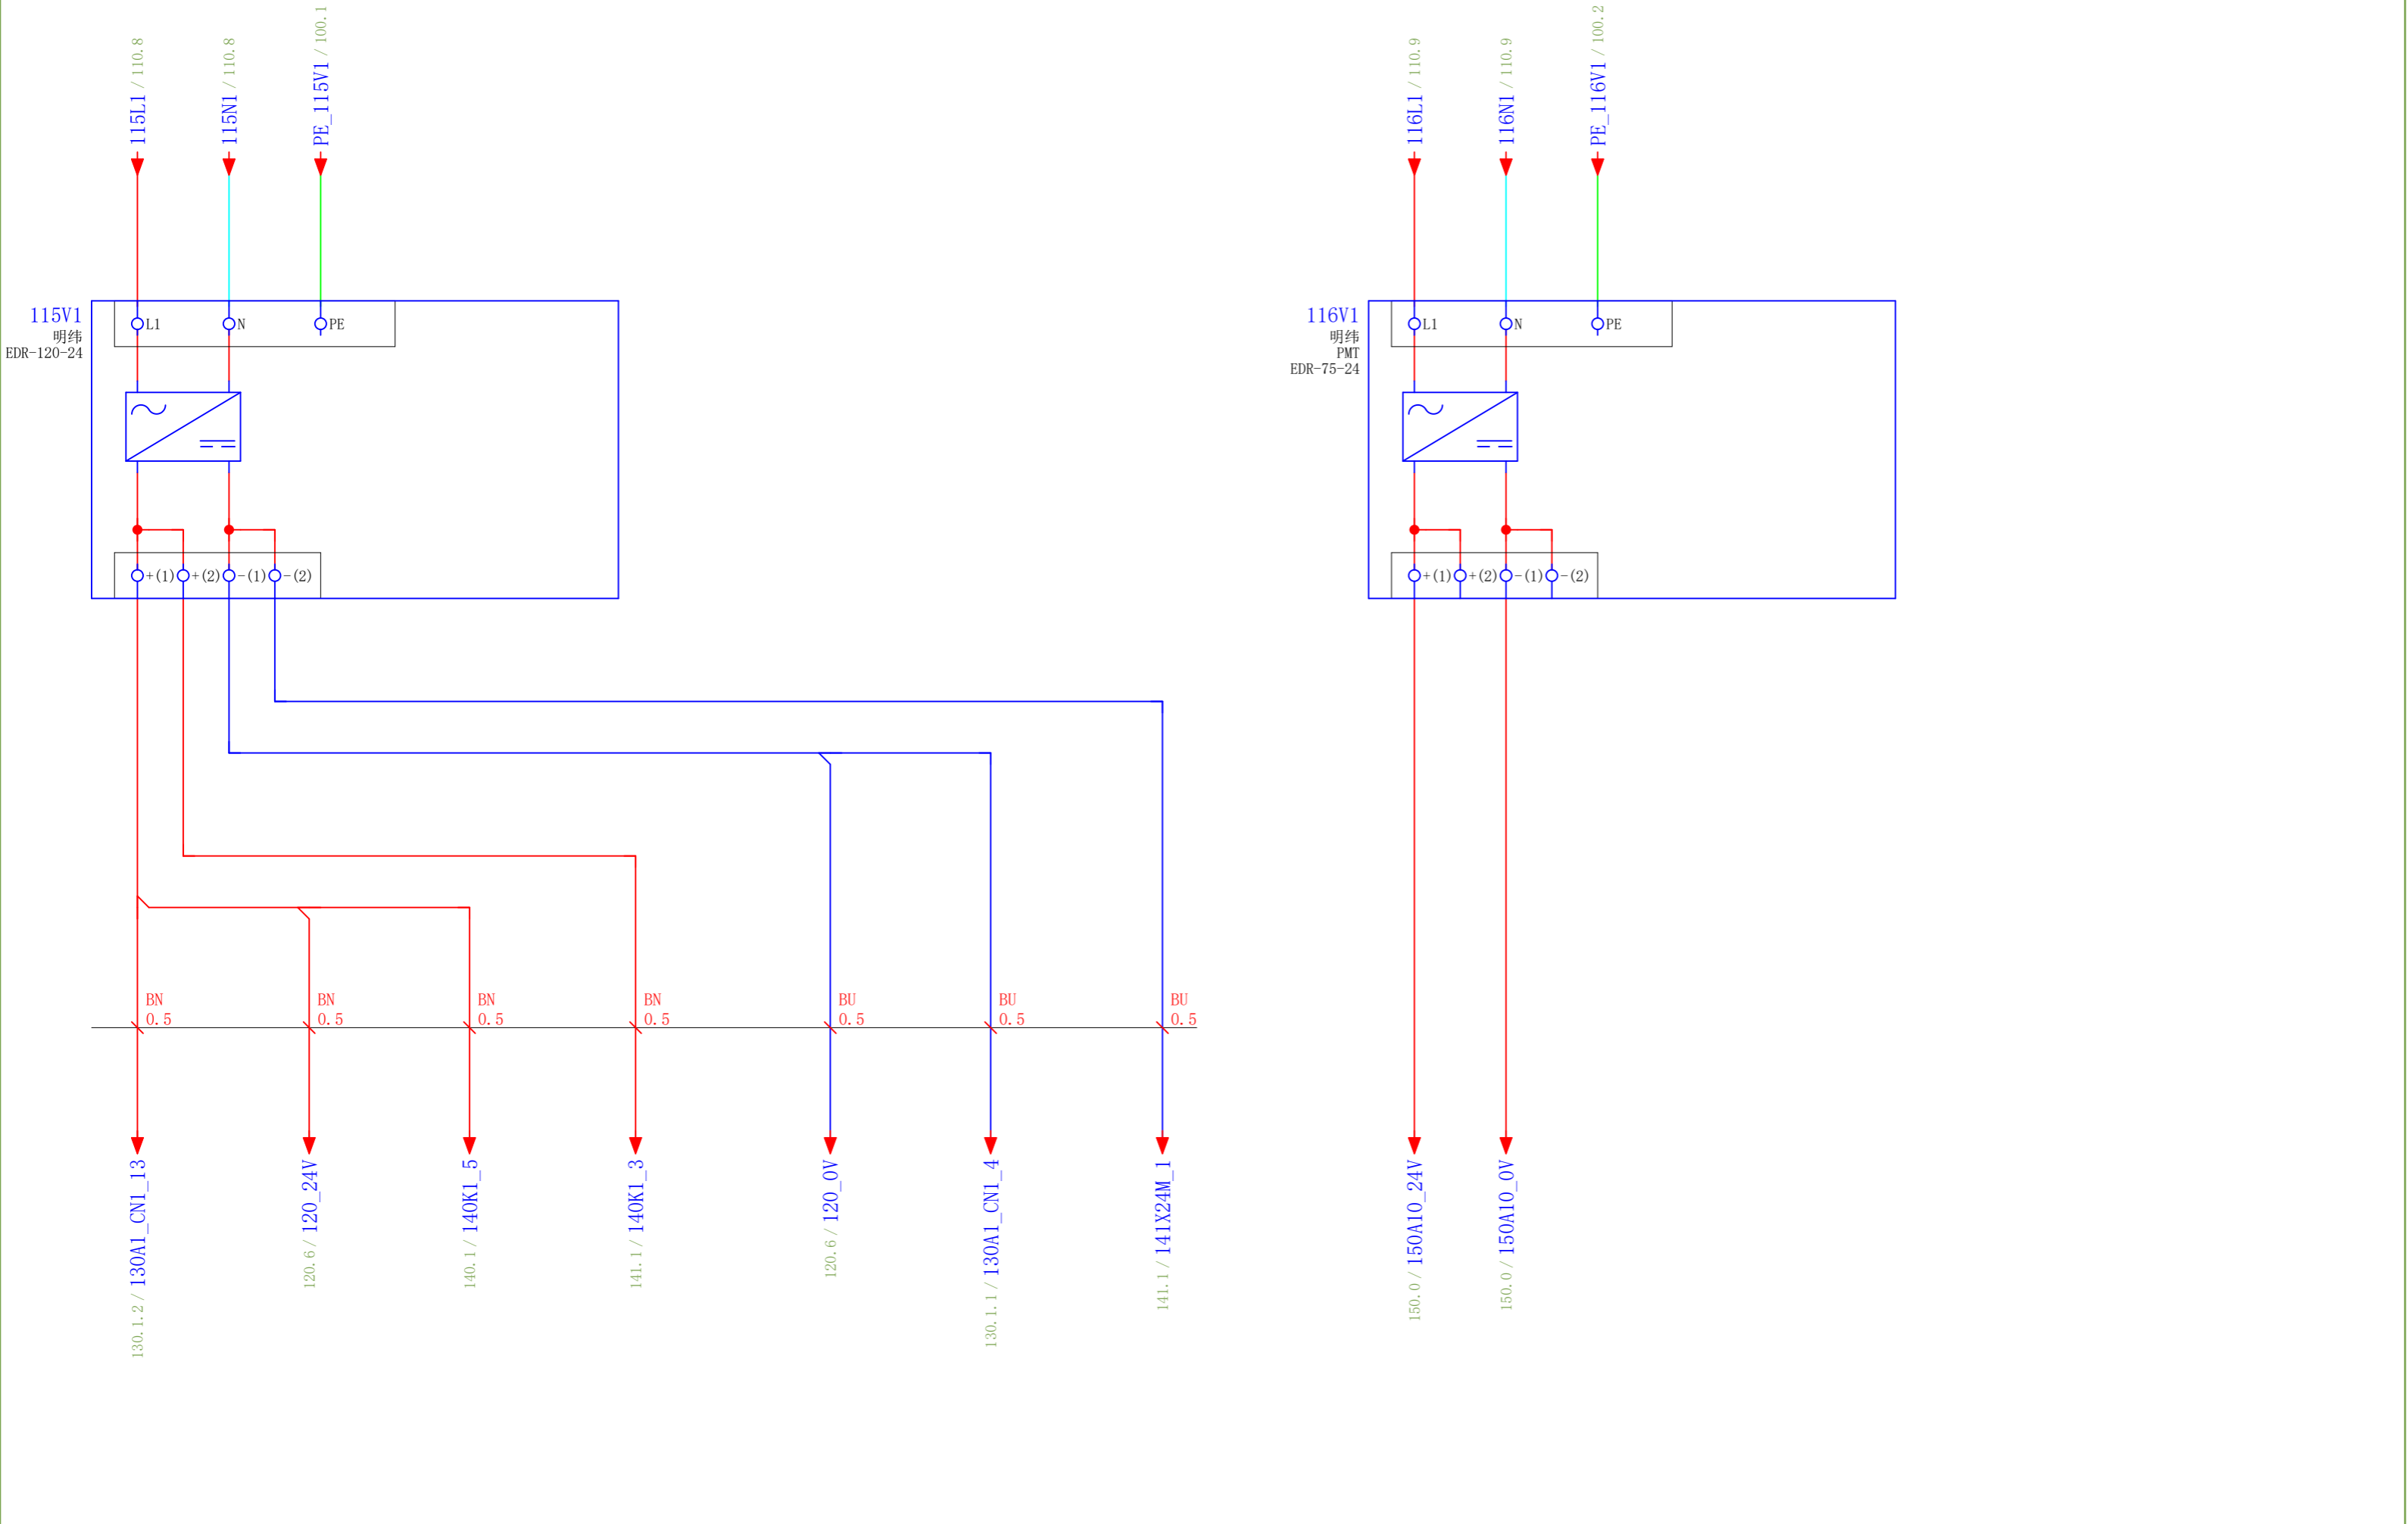 115L1 / 110.8
115N1 / 110.8
PE_115V1 / 100.1
116L1 / 110.9
116N1 / 110.9
PE_116V1 / 100.2
115V1
明纬
EDR-120-24
L1
N
PE
+(1)
+(2)
-(1)
-(2)
116V1
明纬
PMT
EDR-75-24
L1
N
PE
+(1)
+(2)
-(1)
-(2)
BN
0.5
BN
0.5
BN
0.5
BN
0.5
BU
0.5
BU
0.5
BU
0.5
130.1.2 / 130A1_CN1_13
120.6 / 120_24V
140.1 / 140K1_5
141.1 / 140K1_3
120.6 / 120_0V
130.1.1 / 130A1_CN1_4
141.1 / 141X24M_1
150.0 / 150A10_24V
150.0 / 150A10_0V